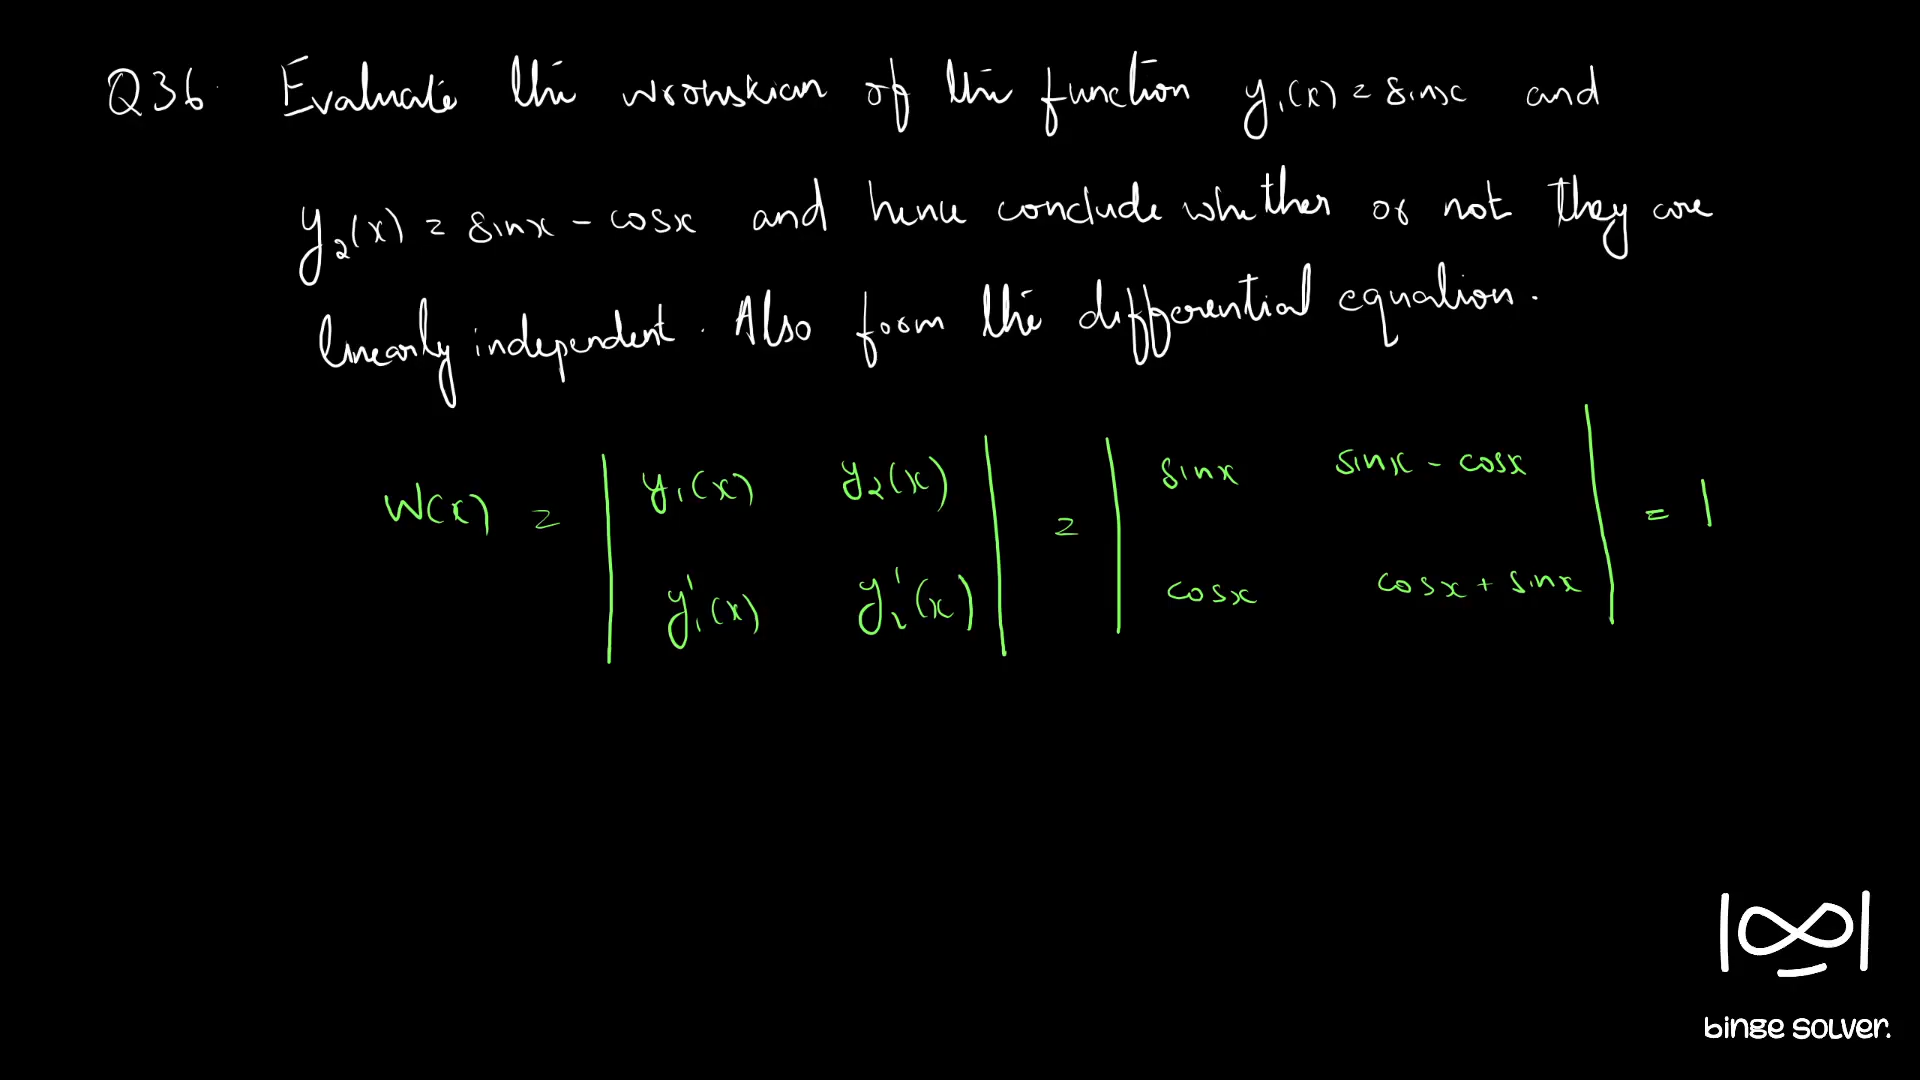 Q36. Evaluate the wronskian of the function y₁(x) = sinx and
y₂(x) = sinx - cosx and hence conclude whether or not they are
linearly independent. Also form the differential equation.
W(x) = | y₁(x) y₂(x) | = | sinx sinx - cosx | = 1
| y₁'(x) y₂'(x) | | cosx cosx + sinx |
binge solver.